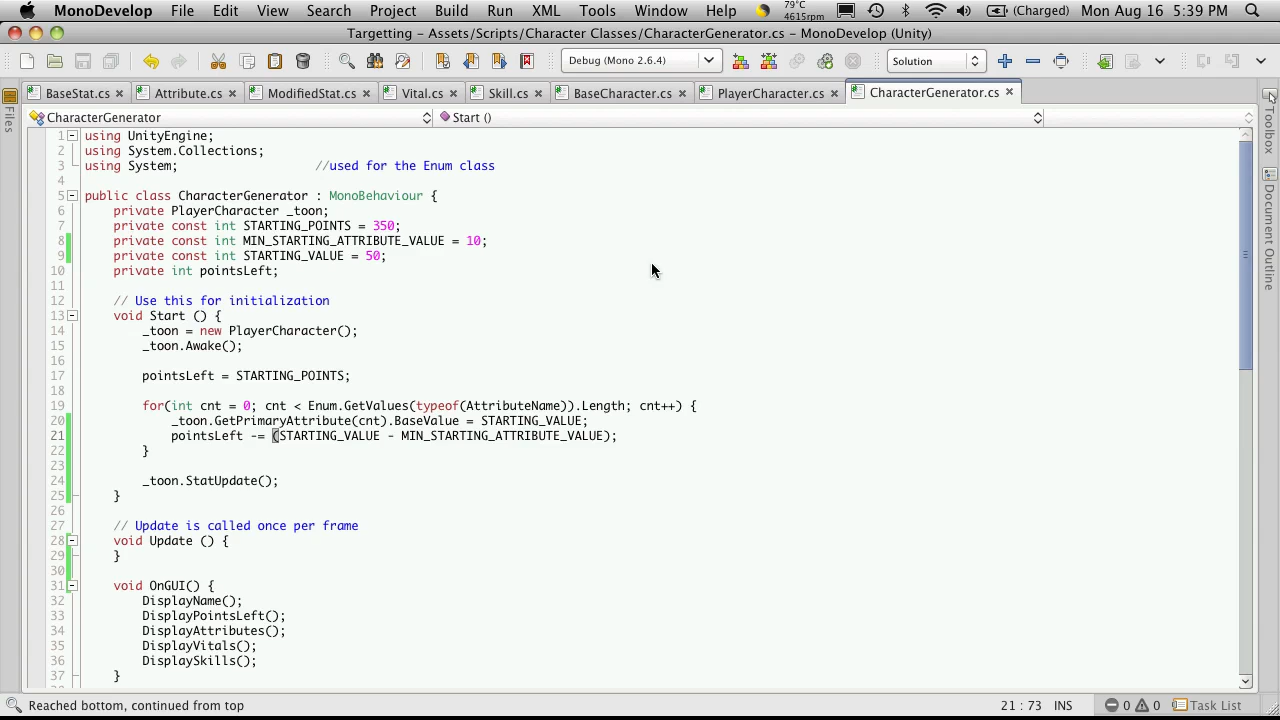 MonoDevelop File Edit View Search Project Build Run XML Tools Window Help 79°C 4615rpm (Charged) Mon Aug 16 5:39 PM
Targetting - Assets/Scripts/Character Classes/CharacterGenerator.cs - MonoDevelop (Unity)
Debug (Mono 2.6.4) Solution
BaseStat.cs Attribute.cs ModifiedStat.cs Vital.cs Skill.cs BaseCharacter.cs PlayerCharacter.cs CharacterGenerator.cs
CharacterGenerator Start ()
Files
Toolbox
Document Outline
1 using UnityEngine;
2 using System.Collections;
3 using System; //used for the Enum class
4
5 public class CharacterGenerator : MonoBehaviour {
6 private PlayerCharacter _toon;
7 private const int STARTING_POINTS = 350;
8 private const int MIN_STARTING_ATTRIBUTE_VALUE = 10;
9 private const int STARTING_VALUE = 50;
10 private int pointsLeft;
11
12 // Use this for initialization
13 void Start () {
14 _toon = new PlayerCharacter();
15 _toon.Awake();
16
17 pointsLeft = STARTING_POINTS;
18
19 for(int cnt = 0; cnt < Enum.GetValues(typeof(AttributeName)).Length; cnt++) {
20 _toon.GetPrimaryAttribute(cnt).BaseValue = STARTING_VALUE;
21 pointsLeft -= (STARTING_VALUE - MIN_STARTING_ATTRIBUTE_VALUE);
22 }
23
24 _toon.StatUpdate();
25 }
26
27 // Update is called once per frame
28 void Update () {
29 }
30
31 void OnGUI() {
32 DisplayName();
33 DisplayPointsLeft();
34 DisplayAttributes();
35 DisplayVitals();
36 DisplaySkills();
37 }
Reached bottom, continued from top 21 : 73 INS 0 0 Task List